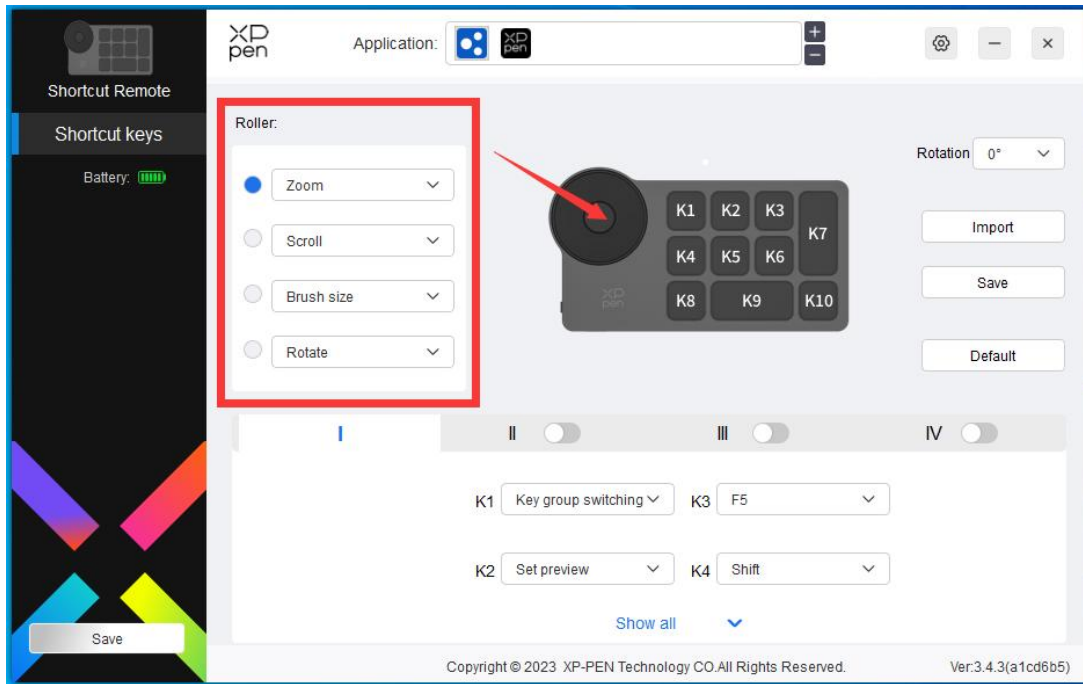 XP
pen
Application:
XP
pen
+
−
Shortcut Remote
Shortcut keys
Battery:
Roller:
Zoom
Scroll
Brush size
Rotate
K1 K2 K3
K7
K4 K5 K6
K8 K9 K10
XP
pen
Rotation 0°
Import
Save
Default
I II III IV
K1 Key group switching K3 F5
K2 Set preview K4 Shift
Show all
Save
Copyright © 2023 XP-PEN Technology CO.All Rights Reserved. Ver:3.4.3(a1cd6b5)